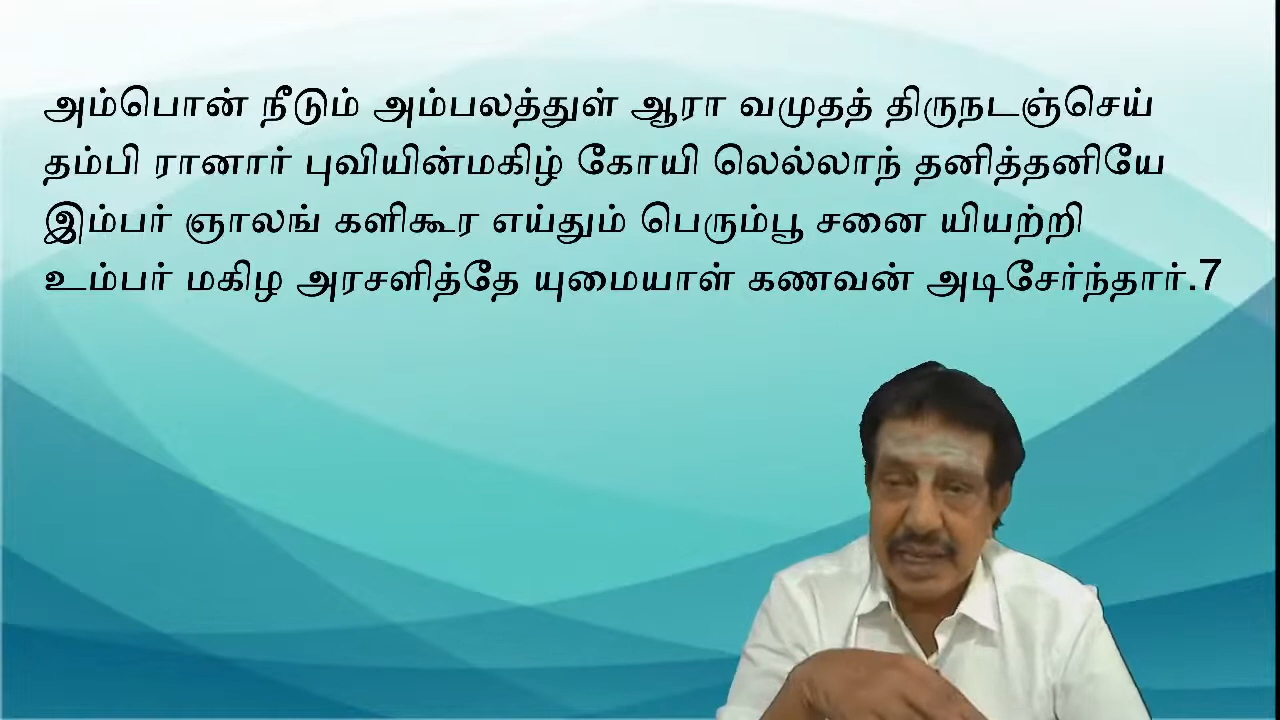 அம்பொன் நீடும் அம்பலத்துள் ஆரா வமுதத் திருநடஞ்செய்
தம்பி ரானார் புவியின்மகிழ் கோயி லெல்லாந் தனித்தனியே
இம்பர் ஞாலங் களிகூர எய்தும் பெரும்பூ சனை யியற்றி
உம்பர் மகிழ அரசளித்தே யுமையாள் கணவன் அடிசேர்ந்தார்.7